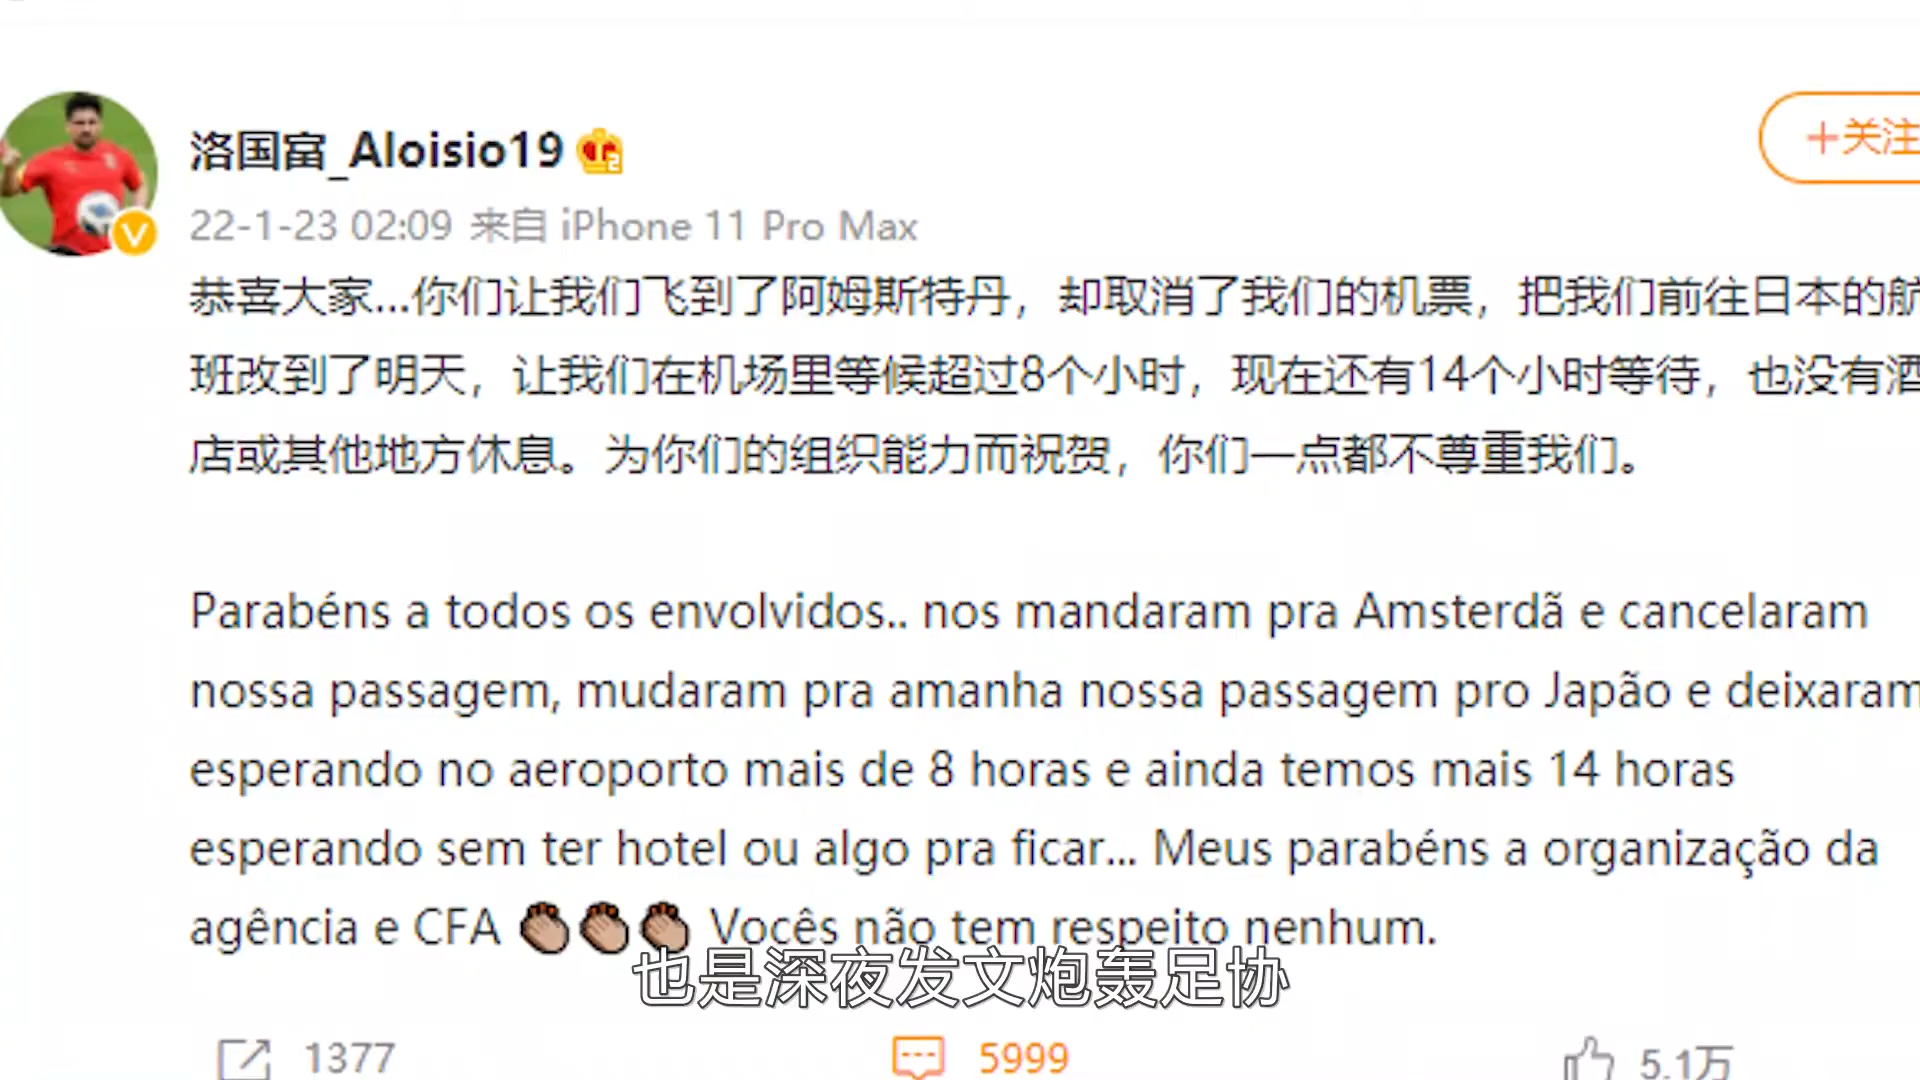 洛国富_Aloisio19
+关注
22-1-23 02:09 来自 iPhone 11 Pro Max
恭喜大家...你们让我们飞到了阿姆斯特丹，却取消了我们的机票，把我们前往日本的航
班改到了明天，让我们在机场里等候超过8个小时，现在还有14个小时等待，也没有酒
店或其他地方休息。为你们的组织能力而祝贺，你们一点都不尊重我们。
Parabéns a todos os envolvidos.. nos mandaram pra Amsterdã e cancelaram
nossa passagem, mudaram pra amanha nossa passagem pro Japão e deixaram
esperando no aeroporto mais de 8 horas e ainda temos mais 14 horas
esperando sem ter hotel ou algo pra ficar... Meus parabéns a organização da
agência e CFA 👏🏽👏🏽👏🏽 Vocês não tem respeito nenhum.
也是深夜发文炮轰足协
1377
5999
5.1万